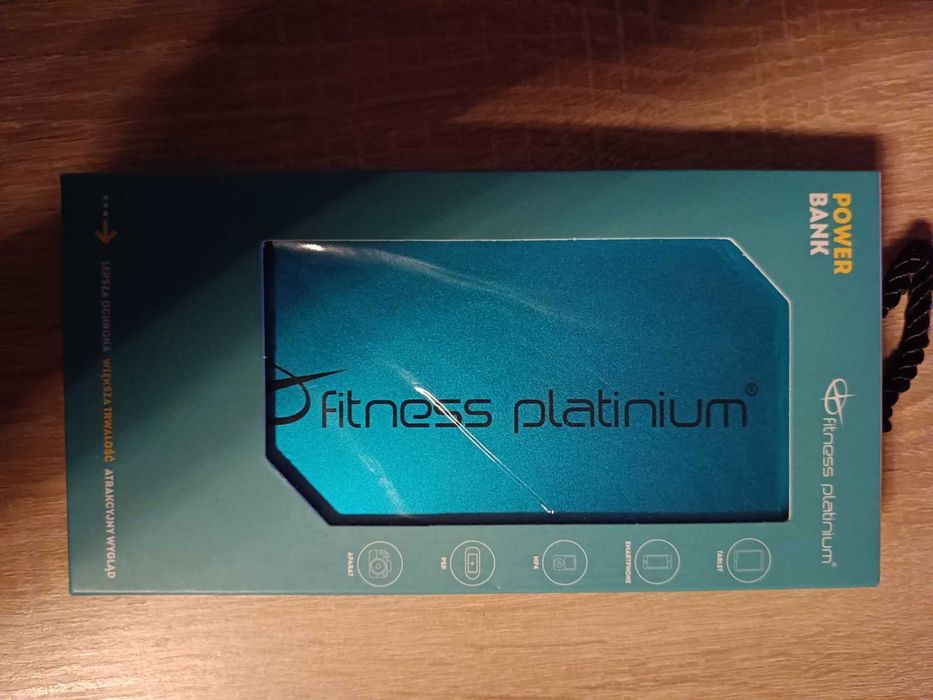 POWER
BANK
fitness platinium®
fitness platinium®
TABLET
SMARTPHONE
MP4
PSP
APARAT
LEPSZA OCHRONA WIĘKSZA TRWAŁOŚĆ ATRAKCYJNY WYGLĄD